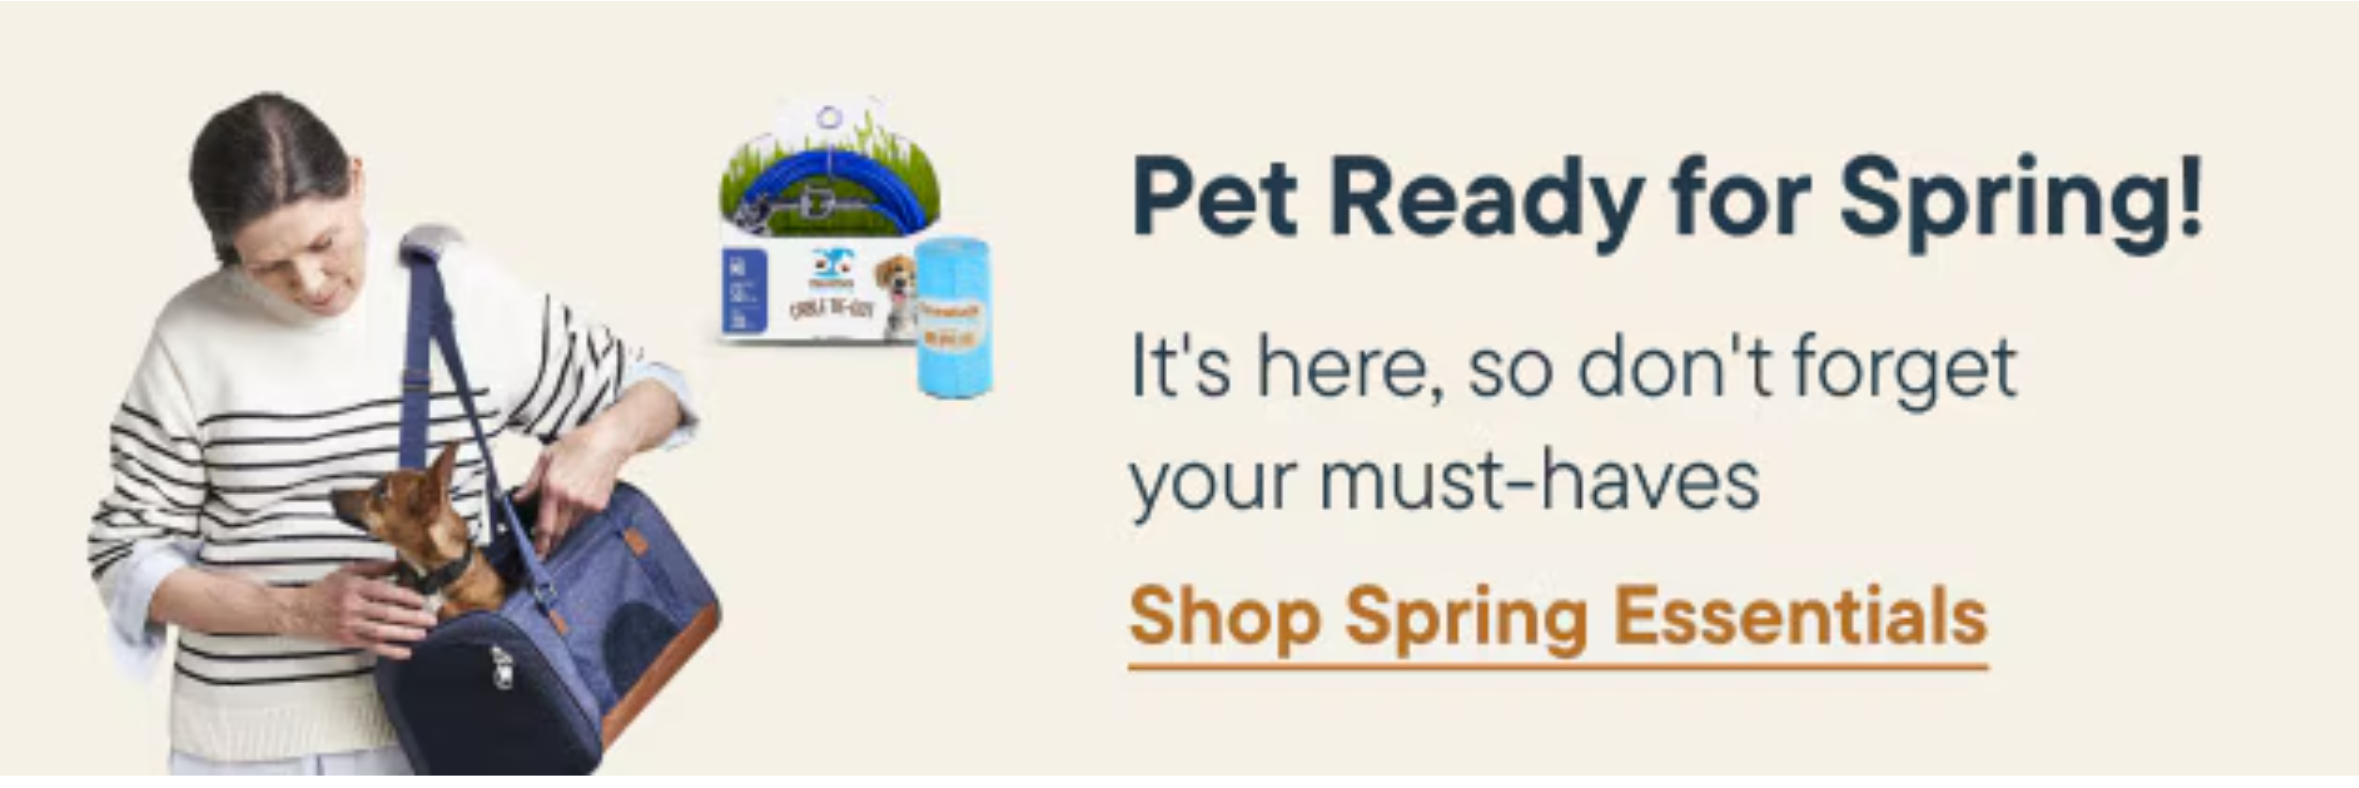 Pet Ready for Spring!
It's here, so don't forget
your must-haves
Shop Spring Essentials
CABLE TIE-OUT